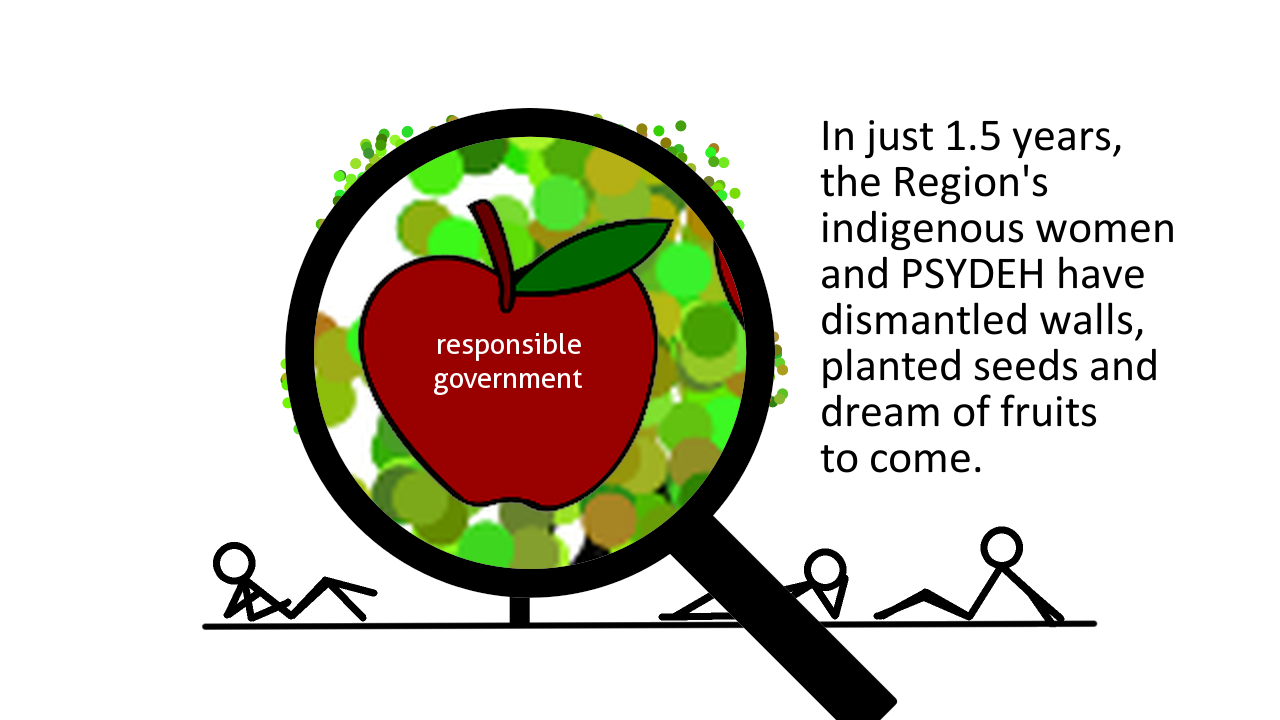 responsible
government
In just 1.5 years,
the Region's
indigenous women
and PSYDEH have
dismantled walls,
planted seeds and
dream of fruits
to come.